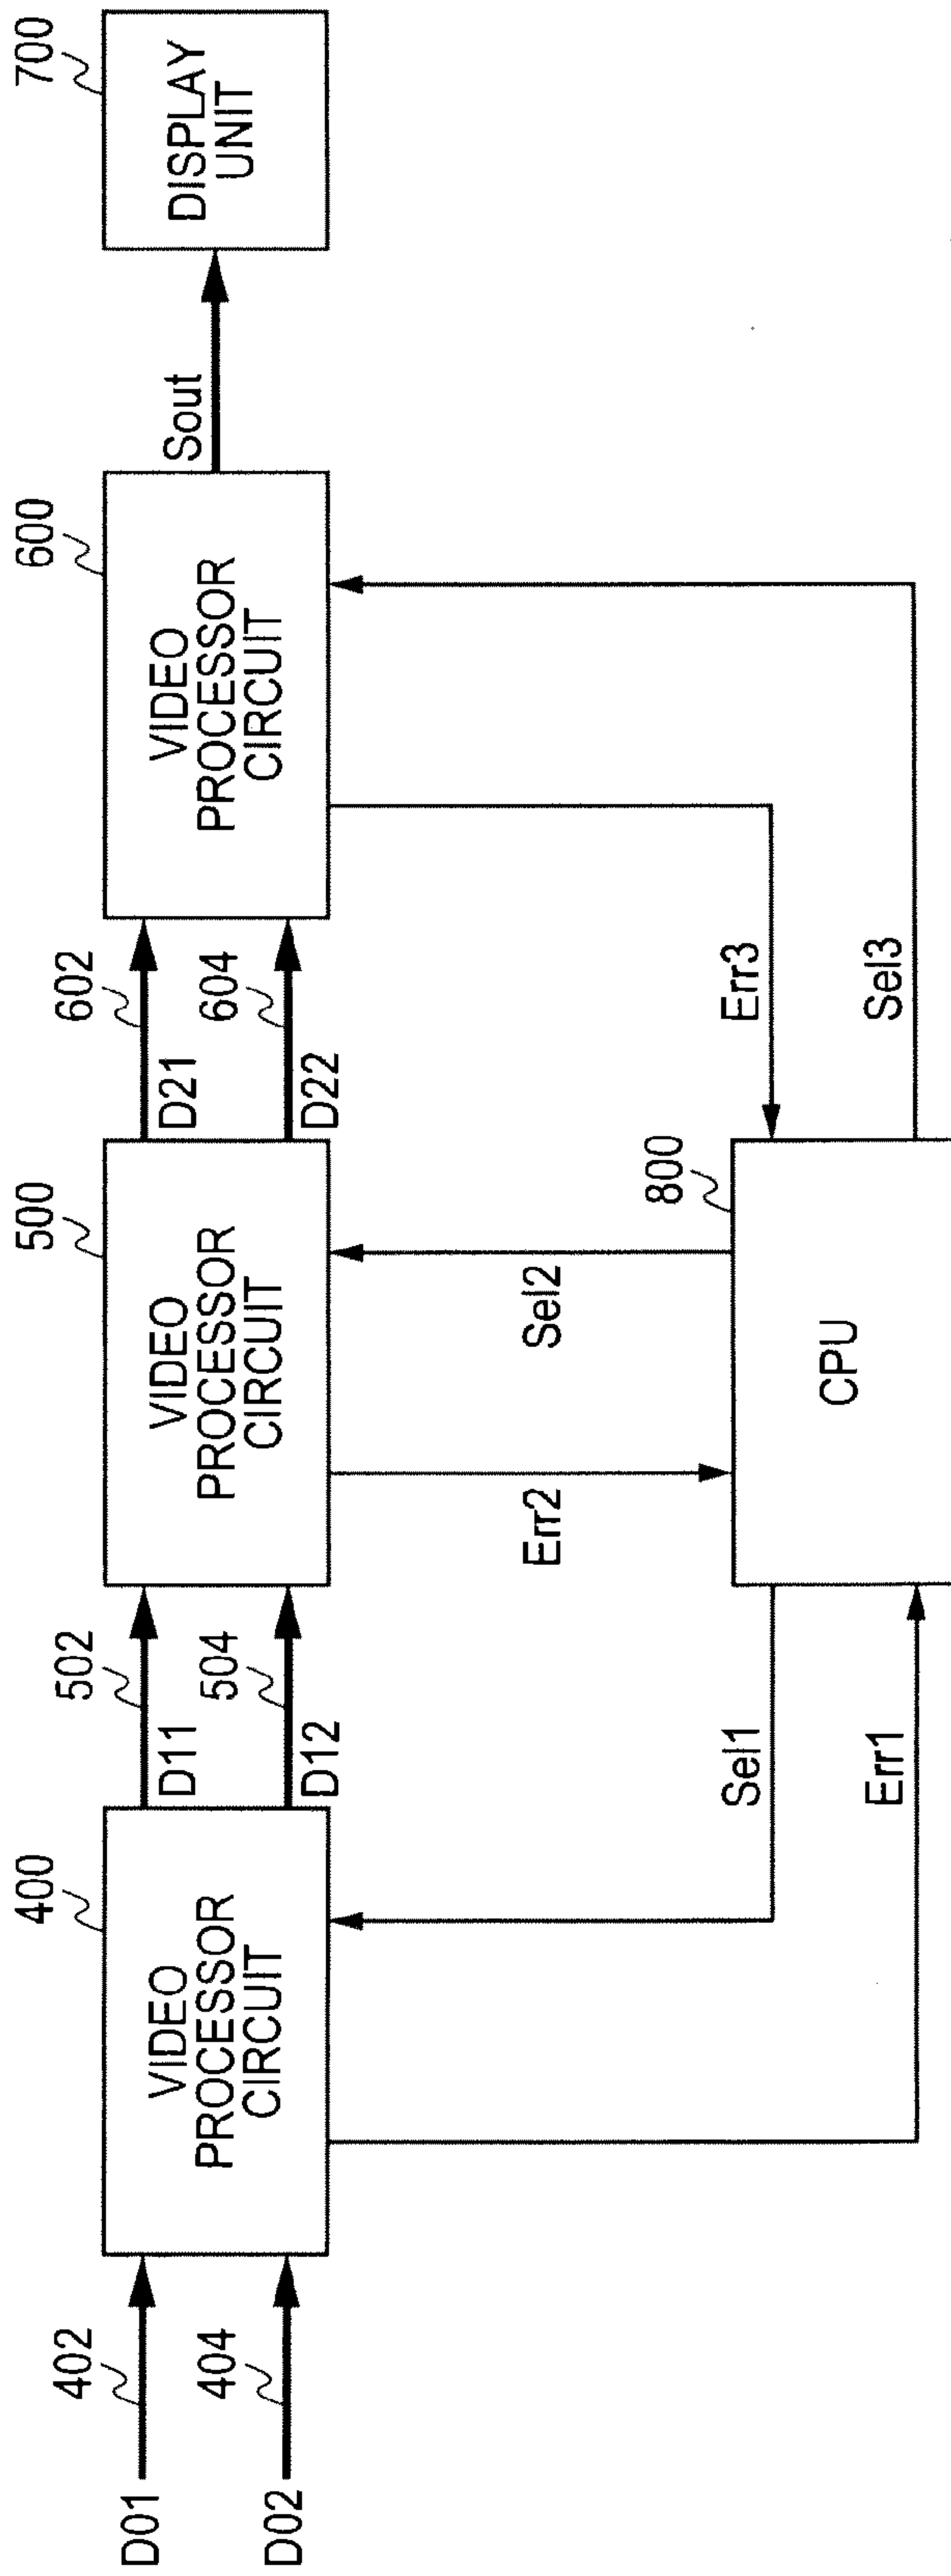 400
500
600
700
D01
402
D02
404
VIDEO
PROCESSOR
CIRCUIT
D11
502
D12
504
VIDEO
PROCESSOR
CIRCUIT
D21
602
D22
604
VIDEO
PROCESSOR
CIRCUIT
Sout
DISPLAY
UNIT
Sel1
Err1
Err2
Sel2
800
CPU
Err3
Sel3